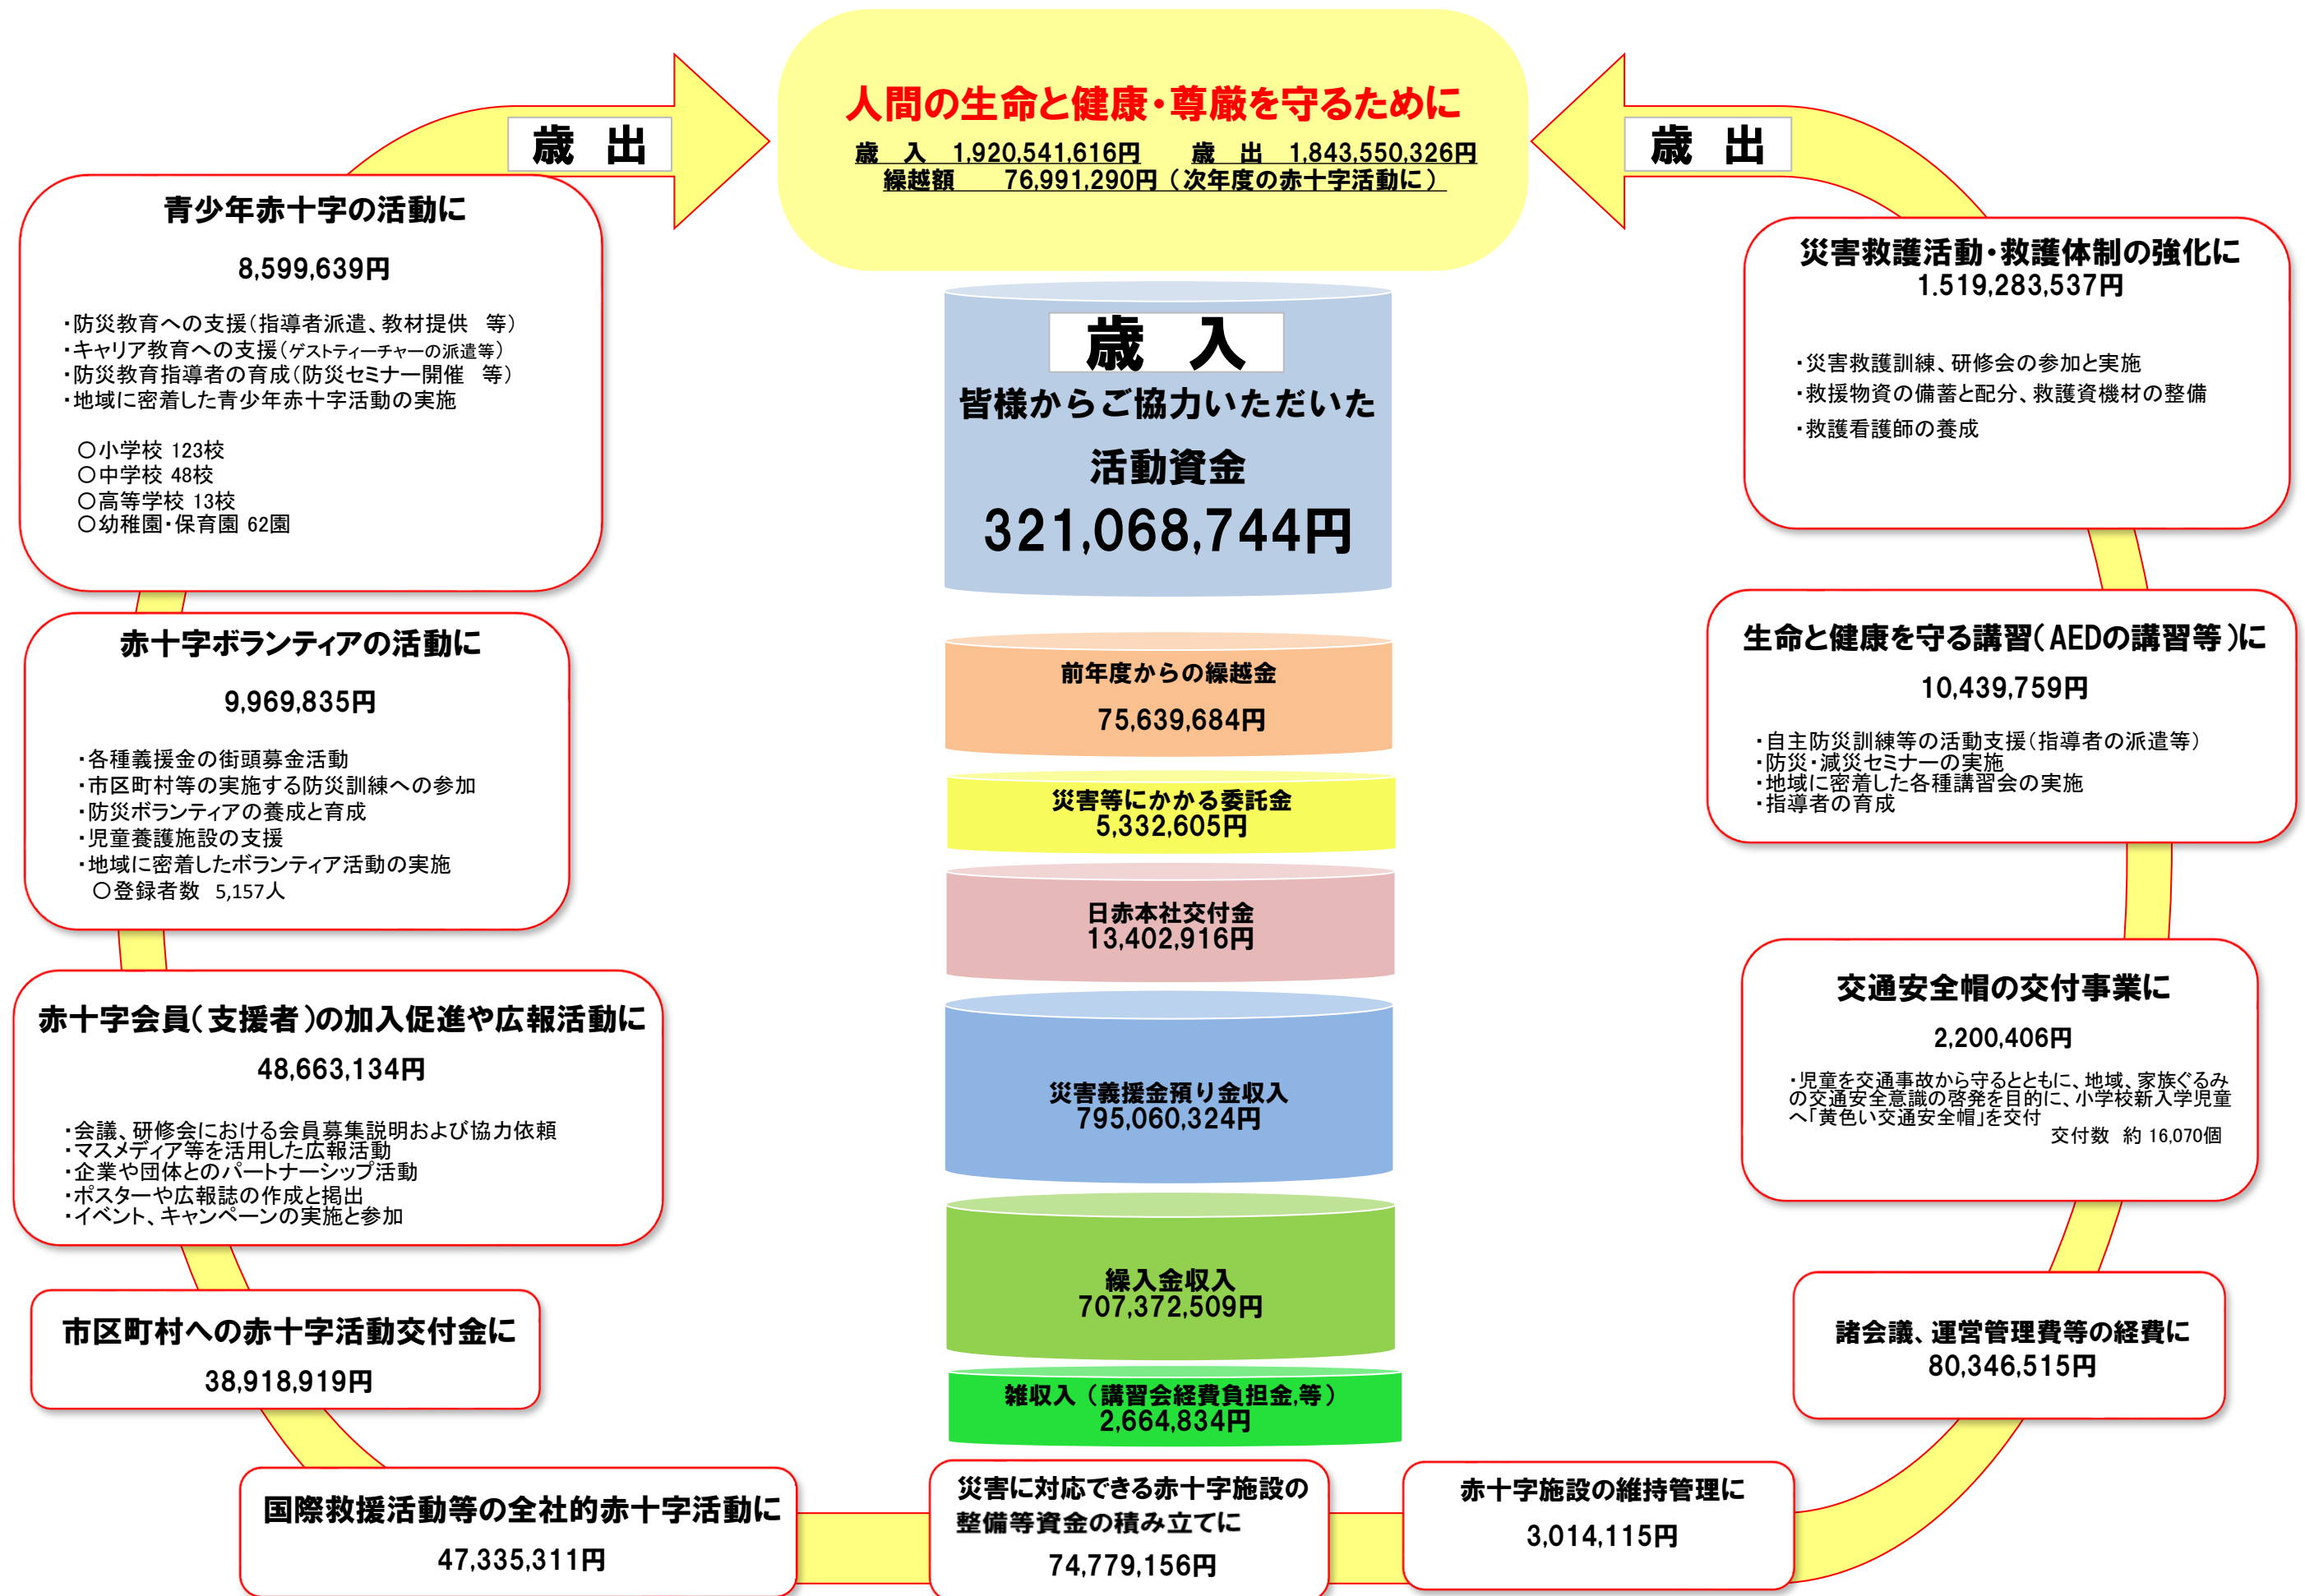 人間の生命と健康・尊厳を守るために
歳　入　1,920,541,616円　　歳　出　1,843,550,326円
繰越額　　76,991,290円（次年度の赤十字活動に）
歳　出
歳　出
青少年赤十字の活動に
8,599,639円
・防災教育への支援（指導者派遣、教材提供　等）
・キャリア教育への支援（ゲストティーチャーの派遣等）
・防災教育指導者の育成（防災セミナー開催　等）
・地域に密着した青少年赤十字活動の実施
○小学校 123校
○中学校 48校
○高等学校 13校
○幼稚園・保育園 62園
赤十字ボランティアの活動に
9,969,835円
・各種義援金の街頭募金活動
・市区町村等の実施する防災訓練への参加
・防災ボランティアの養成と育成
・児童養護施設の支援
・地域に密着したボランティア活動の実施
○登録者数　5,157人
赤十字会員（支援者）の加入促進や広報活動に
48,663,134円
・会議、研修会における会員募集説明および協力依頼
・マスメディア等を活用した広報活動
・企業や団体とのパートナーシップ活動
・ポスターや広報誌の作成と掲出
・イベント、キャンペーンの実施と参加
市区町村への赤十字活動交付金に
38,918,919円
国際救援活動等の全社的赤十字活動に
47,335,311円
歳　入
皆様からご協力いただいた
活動資金
321,068,744円
前年度からの繰越金
75,639,684円
災害等にかかる委託金
5,332,605円
日赤本社交付金
13,402,916円
災害義援金預り金収入
795,060,324円
繰入金収入
707,372,509円
雑収入（講習会経費負担金,等）
2,664,834円
災害に対応できる赤十字施設の
整備等資金の積み立てに
74,779,156円
赤十字施設の維持管理に
3,014,115円
災害救護活動・救護体制の強化に
1.519,283,537円
・災害救護訓練、研修会の参加と実施
・救援物資の備蓄と配分、救護資機材の整備
・救護看護師の養成
生命と健康を守る講習（AEDの講習等）に
10,439,759円
・自主防災訓練等の活動支援（指導者の派遣等）
・防災・減災セミナーの実施
・地域に密着した各種講習会の実施
・指導者の育成
交通安全帽の交付事業に
2,200,406円
・児童を交通事故から守るとともに、地域、家族ぐるみ
の交通安全意識の啓発を目的に、小学校新入学児童
へ「黄色い交通安全帽」を交付
交付数　約 16,070個
諸会議、運営管理費等の経費に
80,346,515円